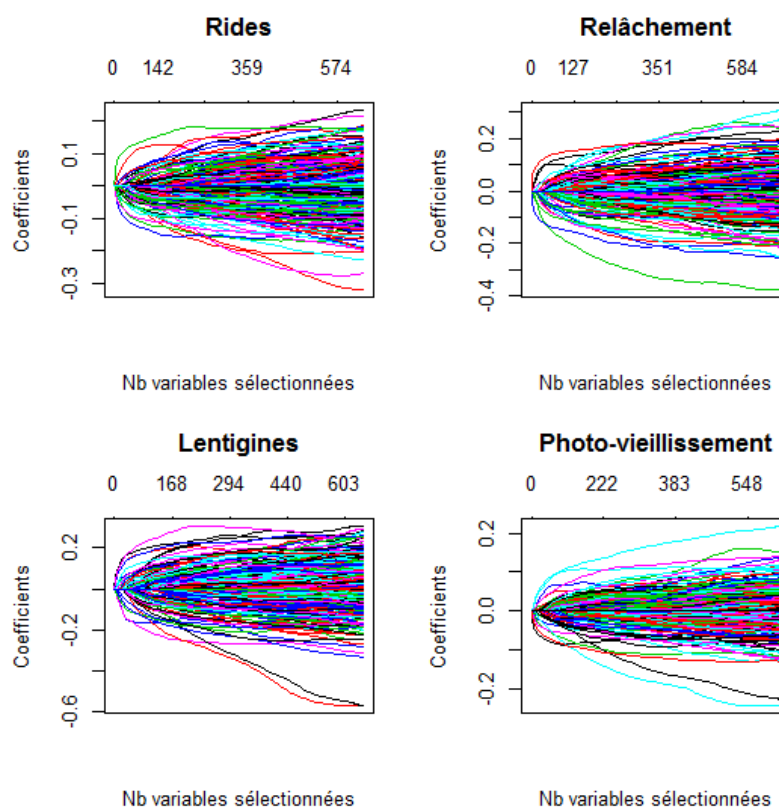 Rides
0 142 359 574
Coefficients
0.1
-0.1
-0.3
Nb variables sélectionnées
Relâchement
0 127 351 584
Coefficients
0.2
0.0
-0.2
-0.4
Nb variables sélectionnées
Lentigines
0 168 294 440 603
Coefficients
0.2
-0.2
-0.6
Nb variables sélectionnées
Photo-vieillissement
0 222 383 548
Coefficients
0.2
0.0
-0.2
Nb variables sélectionnées